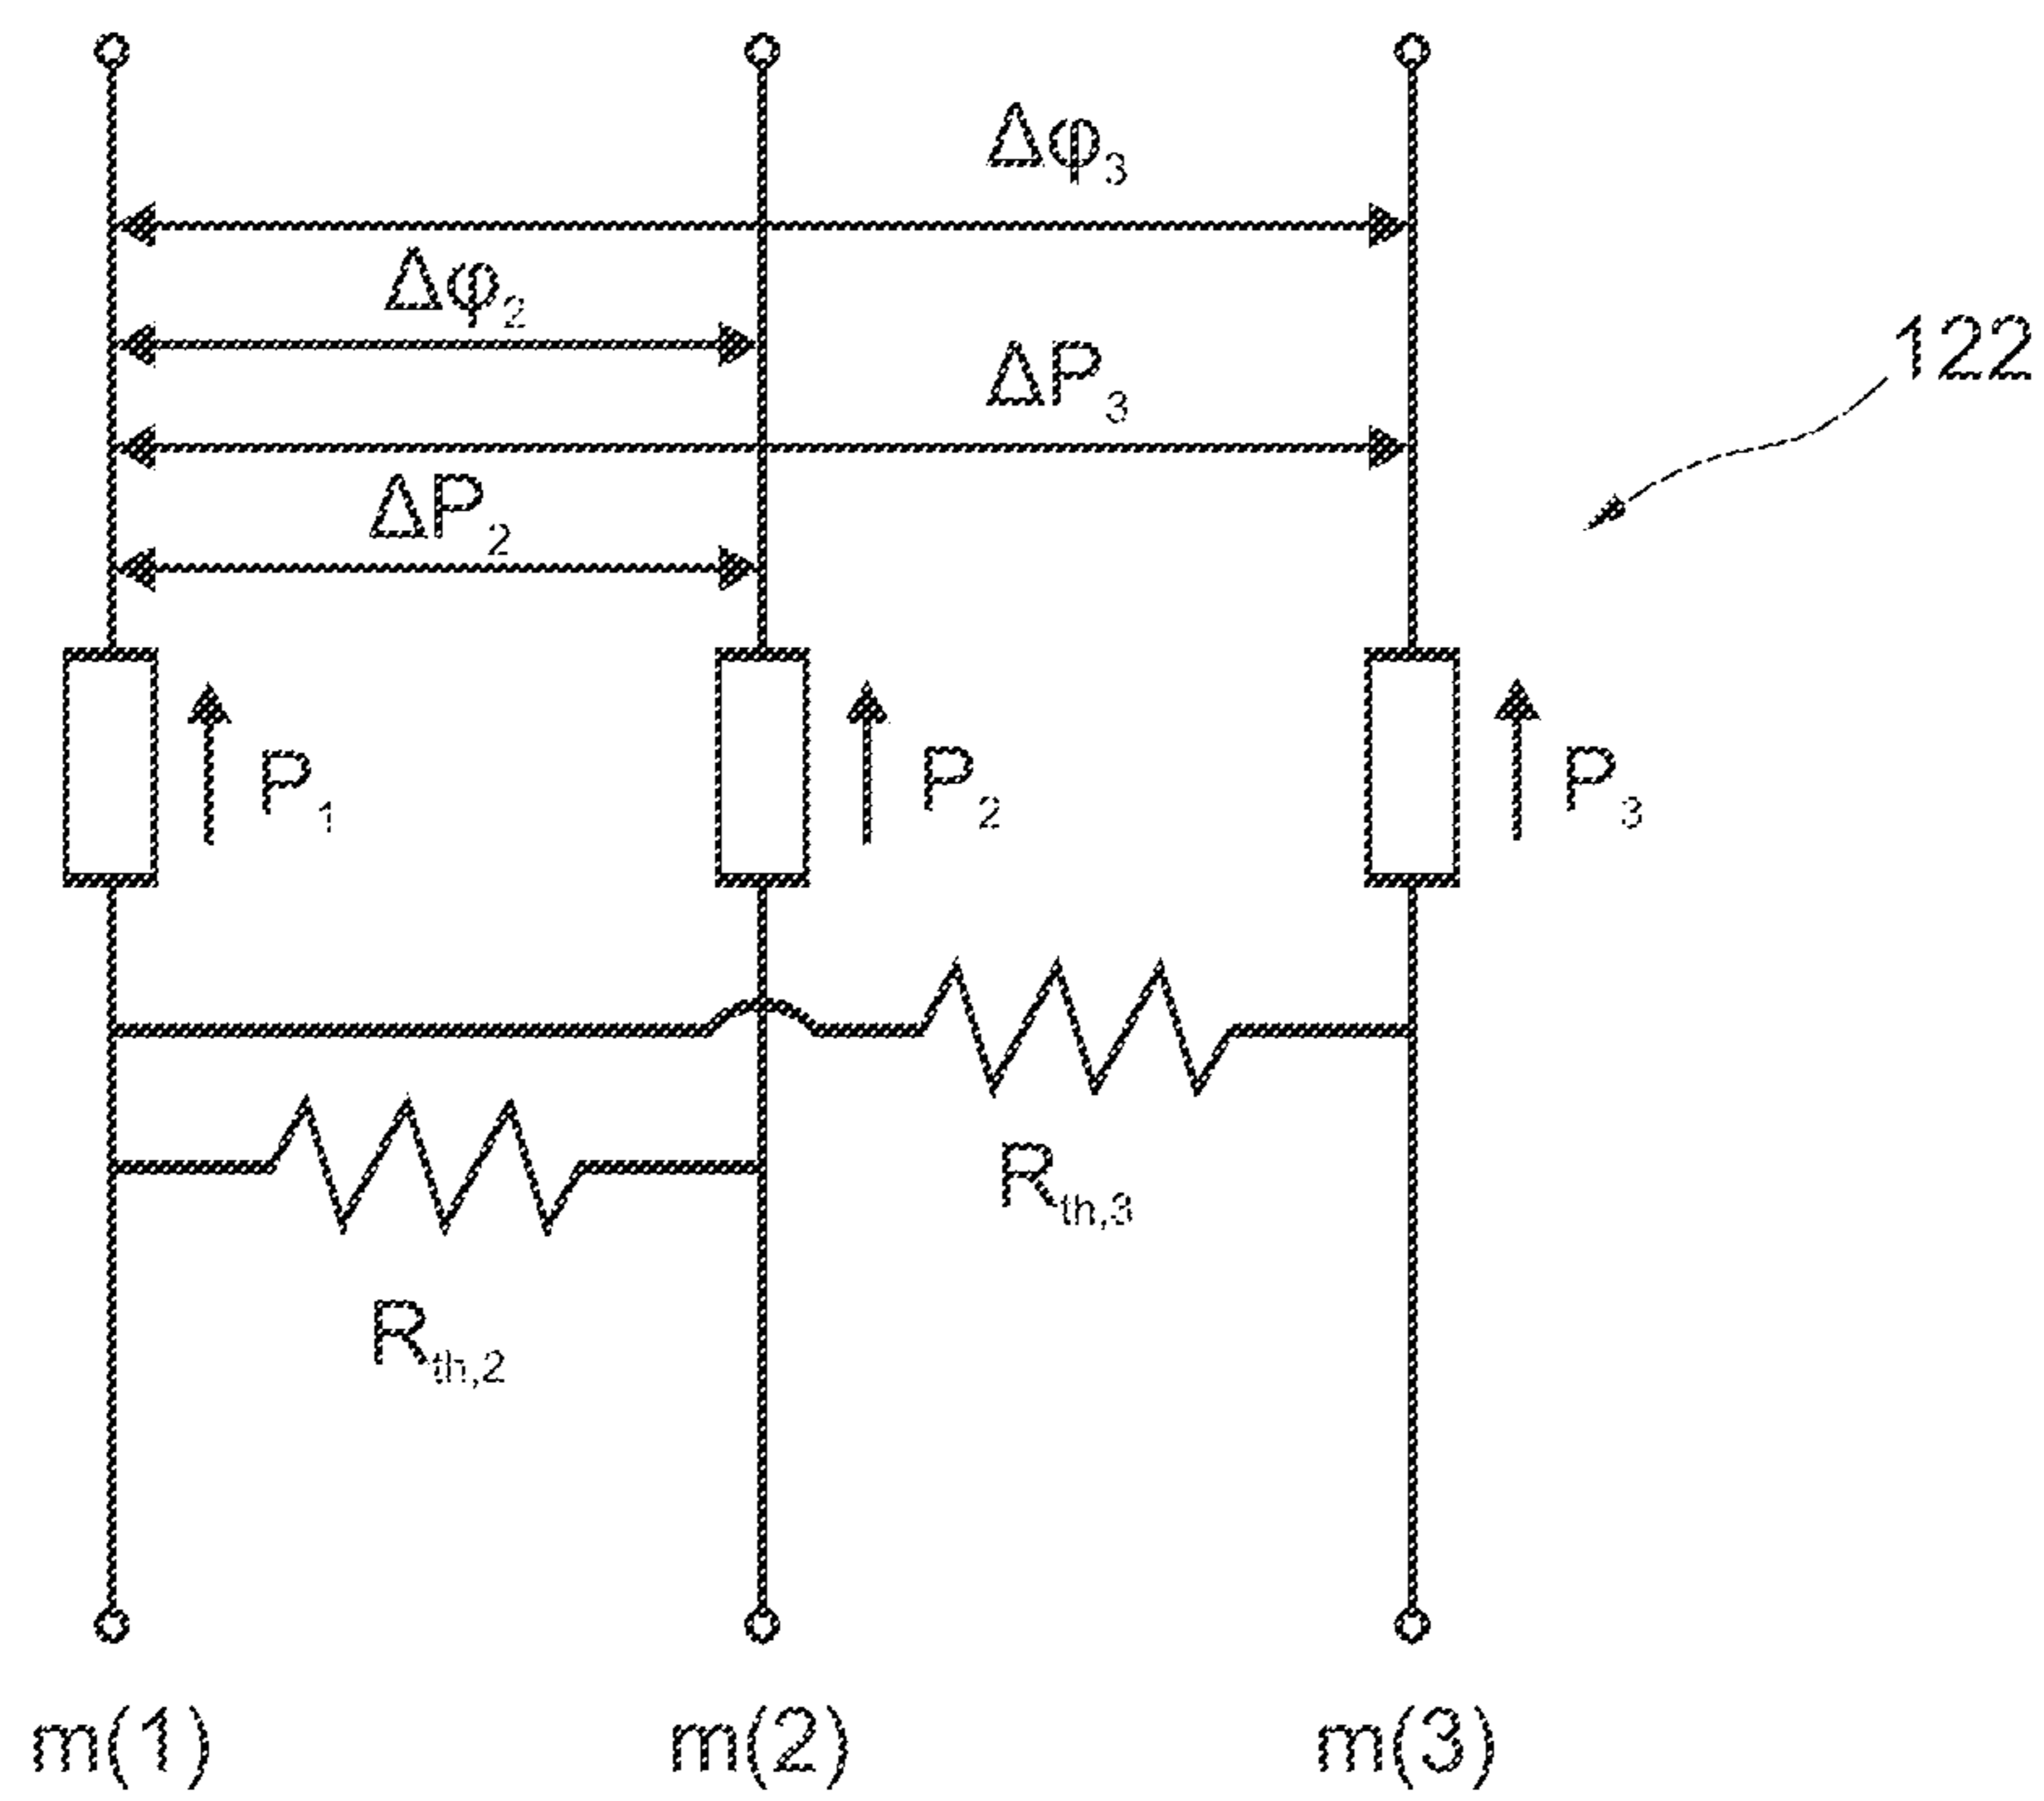 Δφ₃
Δφ₂
122
ΔP₃
ΔP₂
P₁ P₂ P₃
Rth,3
Rth,2
m(1) m(2) m(3)